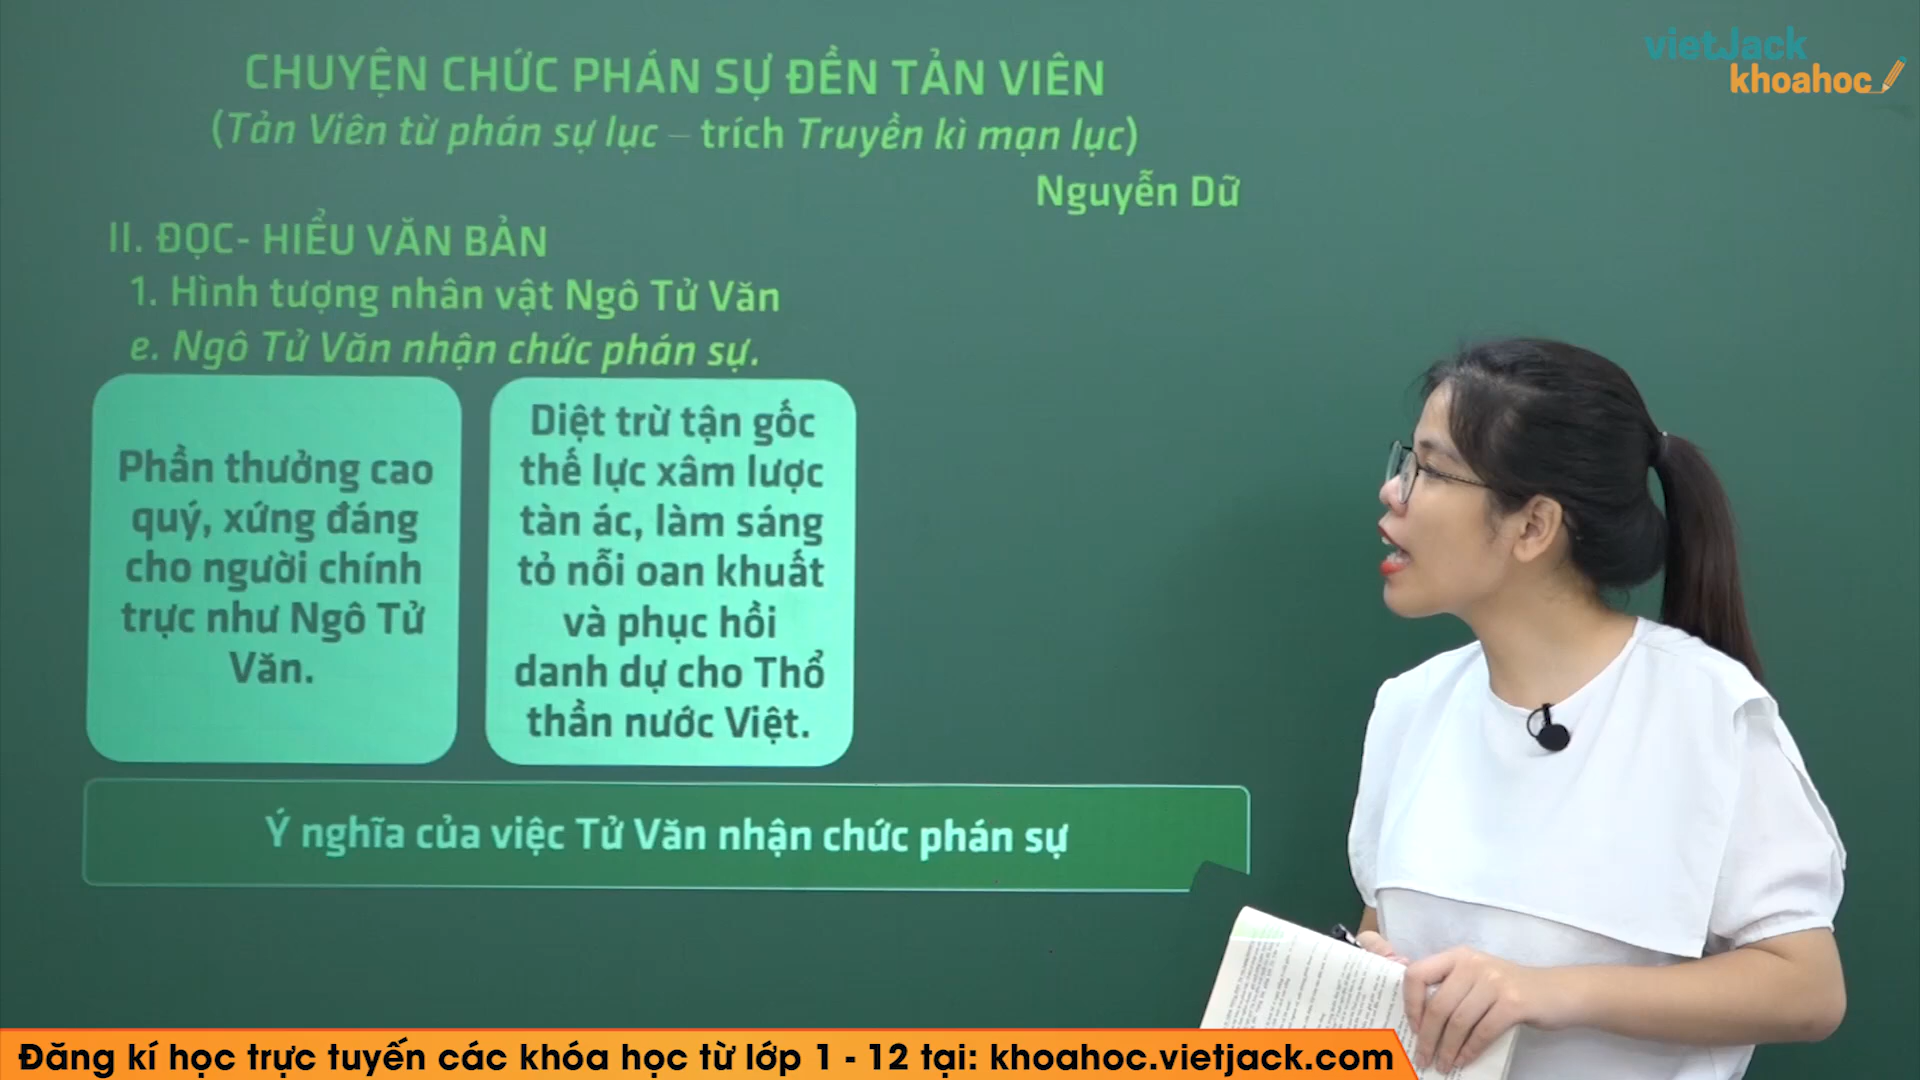 vietJack
khoahoc
CHUYỆN CHỨC PHÁN SỰ ĐỀN TẢN VIÊN
(Tản Viên từ phán sự lục – trích Truyền kì mạn lục)
Nguyễn Dữ
II. ĐỌC- HIỂU VĂN BẢN
1. Hình tượng nhân vật Ngô Tử Văn
e. Ngô Tử Văn nhận chức phán sự.
Phần thưởng cao
quý, xứng đáng
cho người chính
trực như Ngô Tử
Văn.
Diệt trừ tận gốc
thế lực xâm lược
tàn ác, làm sáng
tỏ nỗi oan khuất
và phục hồi
danh dự cho Thổ
thần nước Việt.
Ý nghĩa của việc Tử Văn nhận chức phán sự
Đăng kí học trực tuyến các khóa học từ lớp 1 - 12 tại: khoahoc.vietjack.com